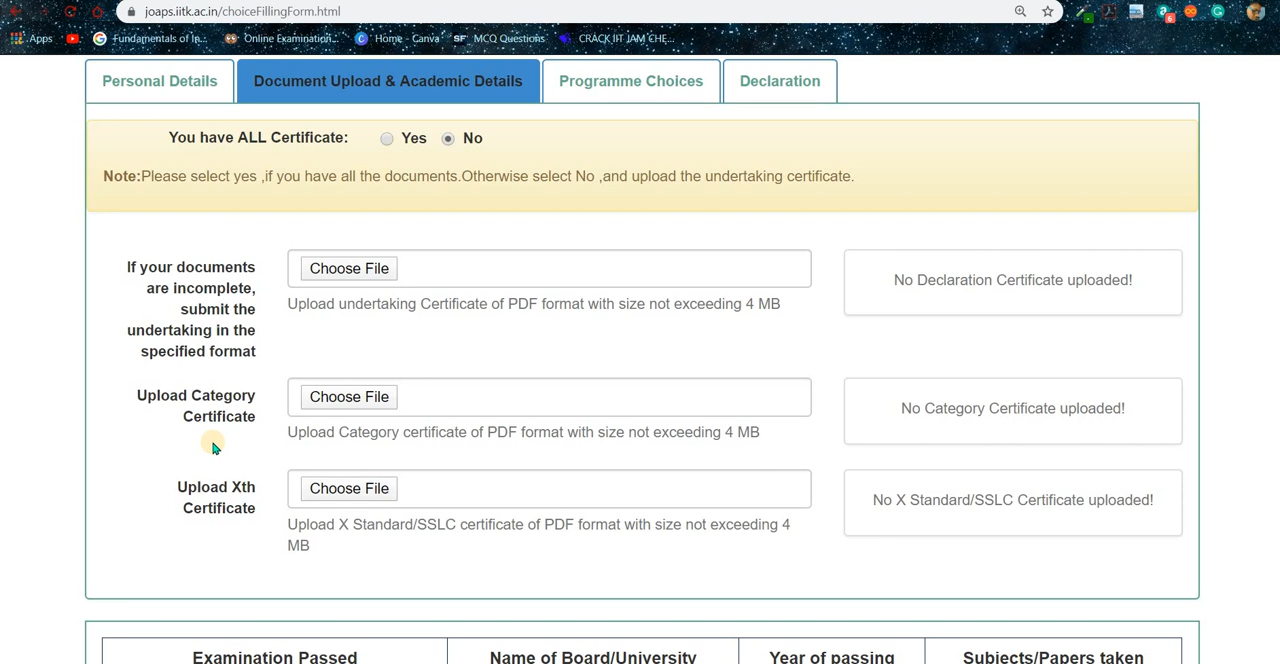 joaps.iitk.ac.in/choiceFillingForm.html
Apps
Fundamentals of In...
Online Examination...
Home - Canva
SF MCQ Questions
CRACK IIT JAM CHE...
6
Personal Details
Document Upload & Academic Details
Programme Choices
Declaration
You have ALL Certificate: Yes No
Note:Please select yes ,if you have all the documents.Otherwise select No ,and upload the undertaking certificate.
If your documents
are incomplete,
submit the
undertaking in the
specified format
Choose File
Upload undertaking Certificate of PDF format with size not exceeding 4 MB
No Declaration Certificate uploaded!
Upload Category
Certificate
Choose File
Upload Category certificate of PDF format with size not exceeding 4 MB
No Category Certificate uploaded!
Upload Xth
Certificate
Choose File
Upload X Standard/SSLC certificate of PDF format with size not exceeding 4
MB
No X Standard/SSLC Certificate uploaded!
Examination Passed
Name of Board/University
Year of passing
Subjects/Papers taken